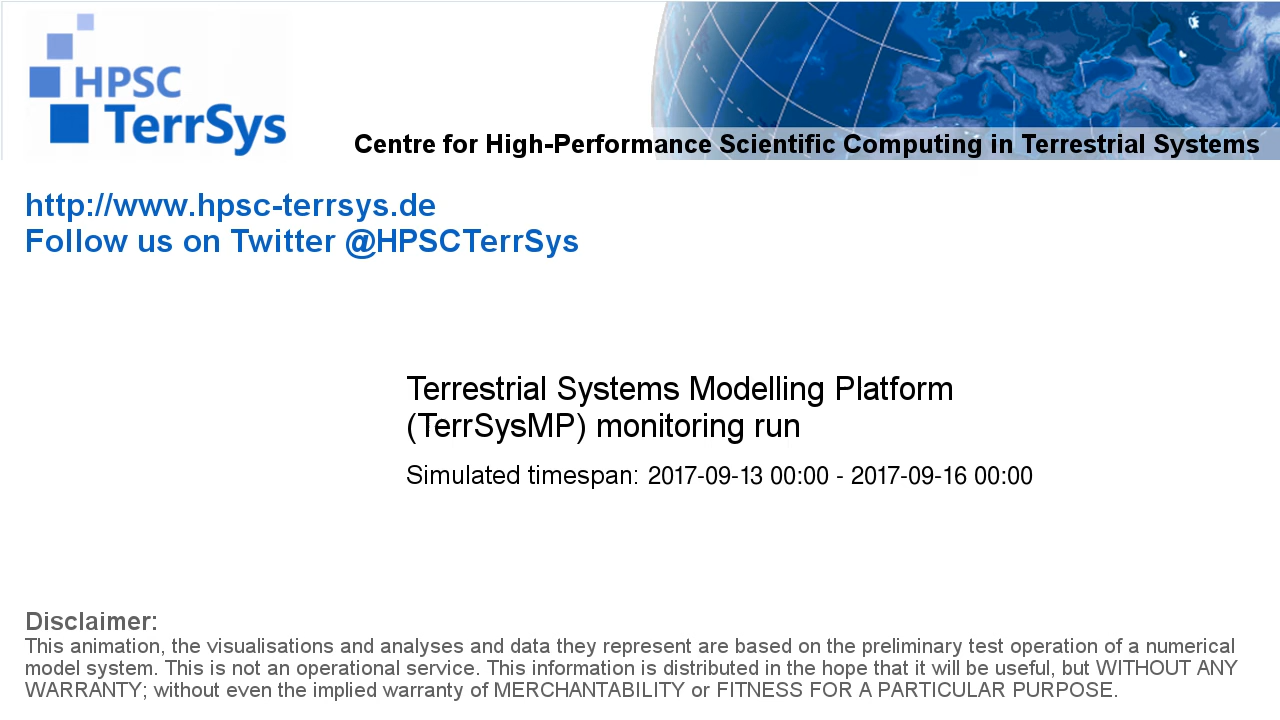 HPSC
TerrSys
Centre for High-Performance Scientific Computing in Terrestrial Systems
http://www.hpsc-terrsys.de
Follow us on Twitter @HPSCTerrSys
Terrestrial Systems Modelling Platform
(TerrSysMP) monitoring run
Simulated timespan: 2017-09-13 00:00 - 2017-09-16 00:00
Disclaimer:
This animation, the visualisations and analyses and data they represent are based on the preliminary test operation of a numerical
model system. This is not an operational service. This information is distributed in the hope that it will be useful, but WITHOUT ANY
WARRANTY; without even the implied warranty of MERCHANTABILITY or FITNESS FOR A PARTICULAR PURPOSE.